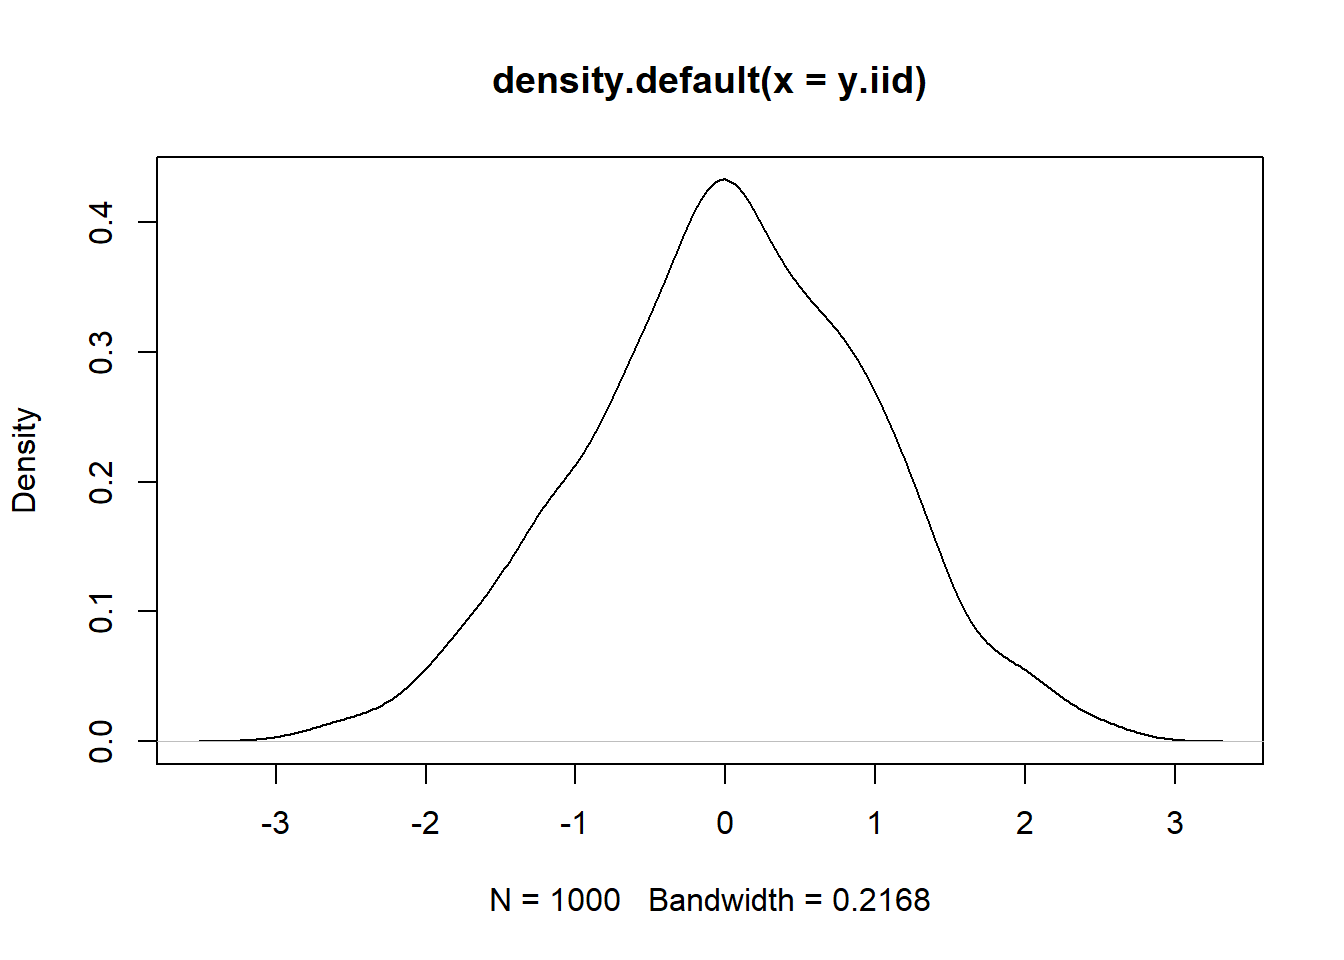 density.default(x = y.iid)
Density
0.4
0.3
0.2
0.1
0.0
-3 -2 -1 0 1 2 3
N = 1000 Bandwidth = 0.2168